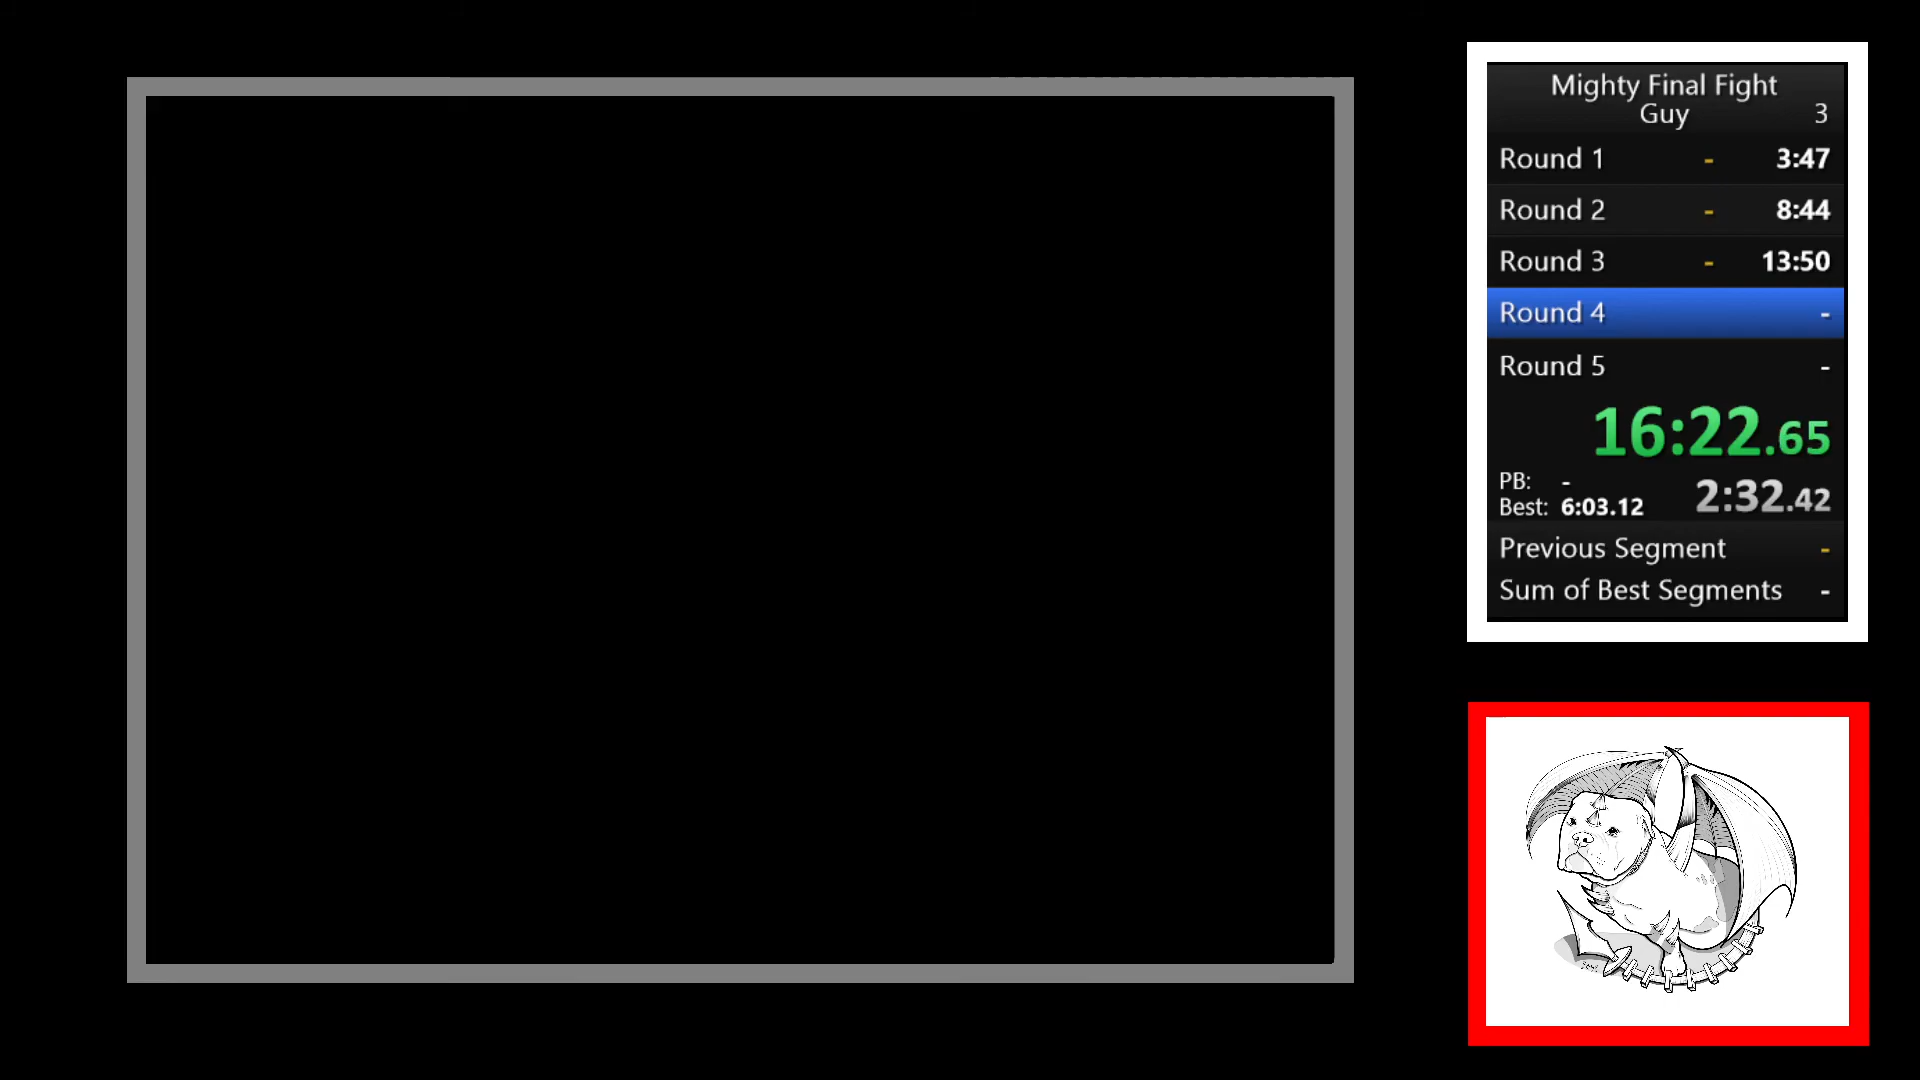 Mighty Final Fight
Guy 3
Round 1 - 3:47
Round 2 - 8:44
Round 3 - 13:50
Round 4 -
Round 5 -
16:22.65
PB: -
Best: 6:03.12
2:32.42
Previous Segment -
Sum of Best Segments -